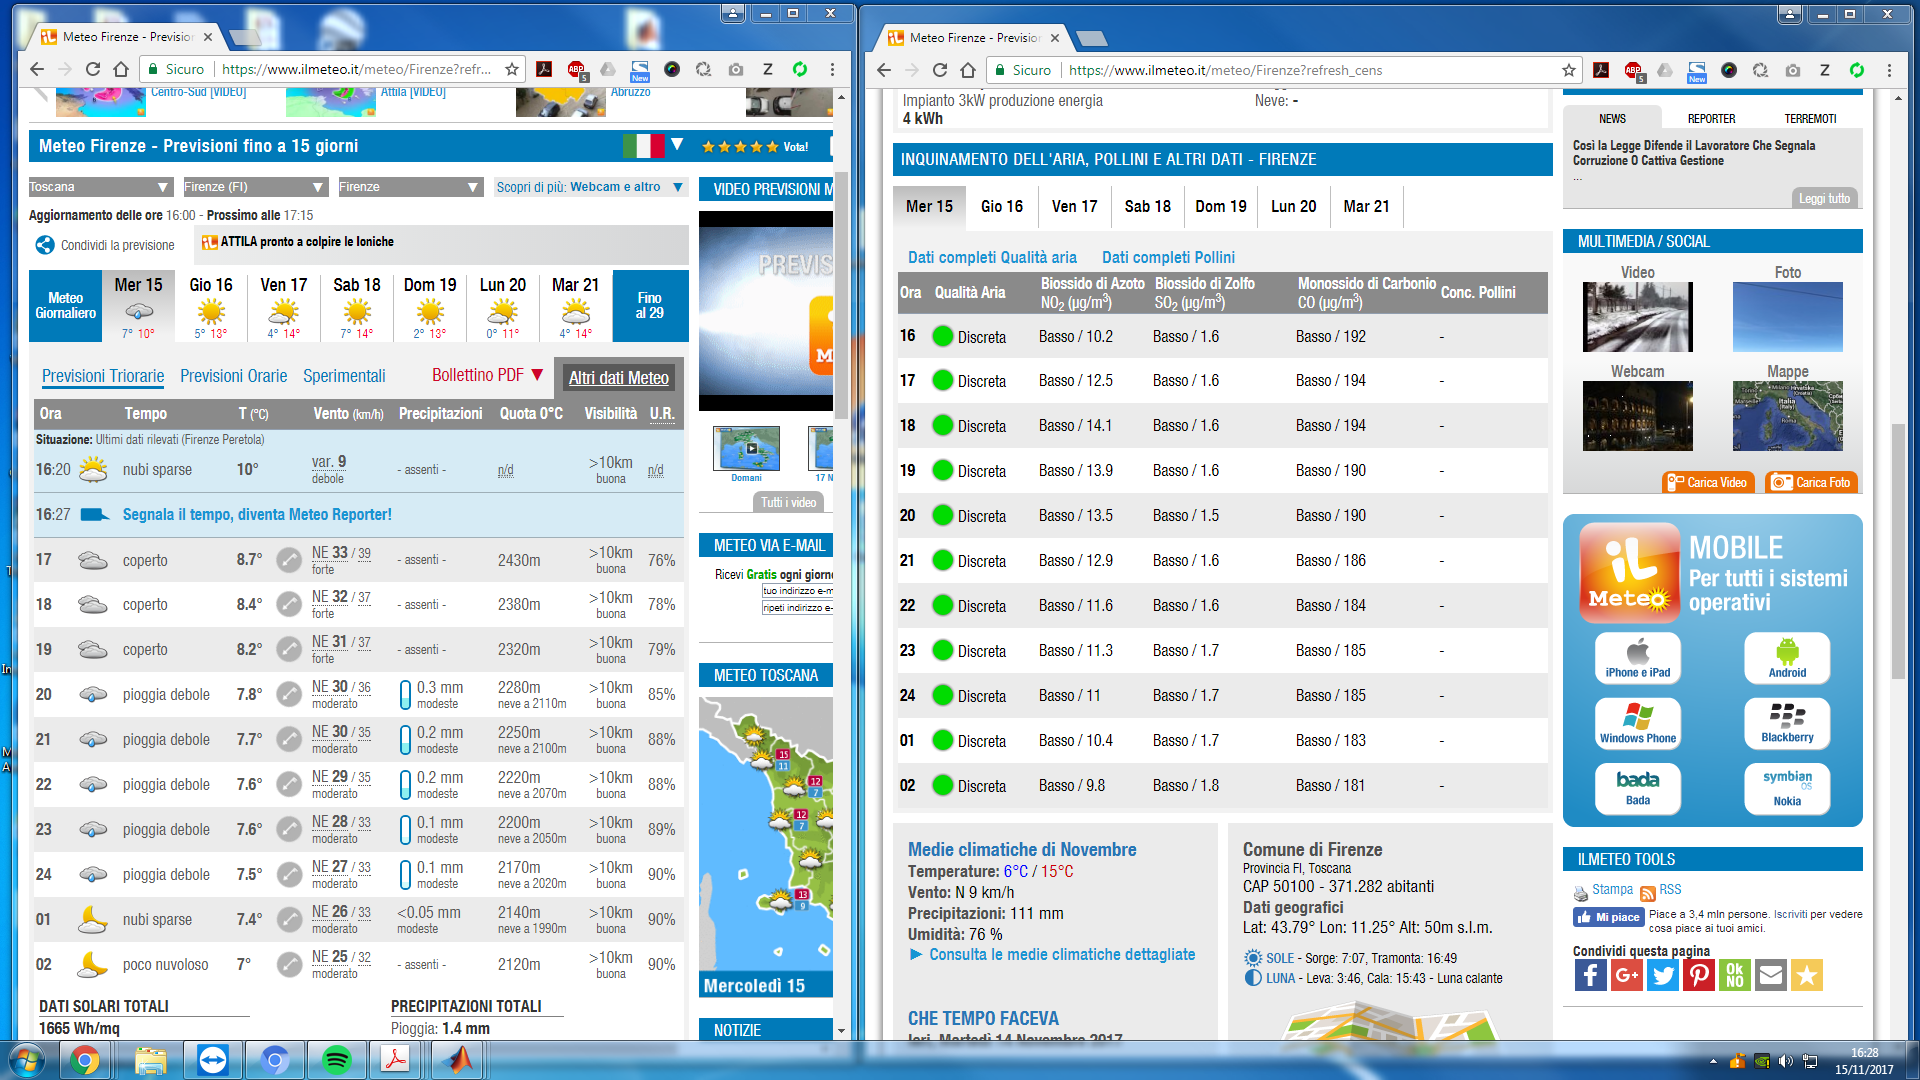 Meteo Firenze - Prevision
Sicuro | https://www.ilmeteo.it/meteo/Firenze?refr...
Centro-Sud [VIDEO]
Attila [VIDEO]
Abruzzo
Meteo Firenze - Previsioni fino a 15 giorni
Vota!
Toscana
Firenze (FI)
Firenze
Scopri di più: Webcam e altro
Aggiornamento delle ore 16:00 - Prossimo alle 17:15
Condividi la previsione
ATTILA pronto a colpire le Ioniche
Meteo Giornaliero
Mer 15 7° 10°
Gio 16 5° 13°
Ven 17 4° 14°
Sab 18 7° 14°
Dom 19 2° 13°
Lun 20 0° 11°
Mar 21 4° 14°
Fino al 29
Previsioni Triorarie
Previsioni Orarie
Sperimentali
Bollettino PDF
Altri dati Meteo
Ora Tempo T (°C) Vento (km/h) Precipitazioni Quota 0°C Visibilità U.R.
Situazione: Ultimi dati rilevati (Firenze Peretola)
16:20 nubi sparse 10° var. 9 debole - assenti - n/d >10km buona n/d
16:27 Segnala il tempo, diventa Meteo Reporter!
17 coperto 8.7° NE 33 / 39 forte - assenti - 2430m >10km buona 76%
18 coperto 8.4° NE 32 / 37 forte - assenti - 2380m >10km buona 78%
19 coperto 8.2° NE 31 / 37 forte - assenti - 2320m >10km buona 79%
20 pioggia debole 7.8° NE 30 / 36 moderato 0.3 mm modeste 2280m neve a 2110m >10km buona 85%
21 pioggia debole 7.7° NE 30 / 35 moderato 0.2 mm modeste 2250m neve a 2100m >10km buona 88%
22 pioggia debole 7.6° NE 29 / 35 moderato 0.2 mm modeste 2220m neve a 2070m >10km buona 88%
23 pioggia debole 7.6° NE 28 / 33 moderato 0.1 mm modeste 2200m neve a 2050m >10km buona 89%
24 pioggia debole 7.5° NE 27 / 33 moderato 0.1 mm modeste 2170m neve a 2020m >10km buona 90%
01 nubi sparse 7.4° NE 26 / 33 moderato <0.05 mm modeste 2140m neve a 1990m >10km buona 90%
02 poco nuvoloso 7° NE 25 / 32 moderato - assenti - 2120m >10km buona 90%
DATI SOLARI TOTALI
1665 Wh/mq
PRECIPITAZIONI TOTALI
Pioggia: 1.4 mm
VIDEO PREVISIONI M
PREVIS
Domani
17 N
Tutti i video
METEO VIA E-MAIL
Ricevi Gratis ogni giorno
tuo indirizzo e-m
ripeti indirizzo e-
METEO TOSCANA
15
11
12
7
12
7
13
9
Mercoledì 15
NOTIZIE
Meteo Firenze - Prevision
Sicuro | https://www.ilmeteo.it/meteo/Firenze?refresh_cens
Impianto 3kW produzione energia
4 kWh
Neve: -
INQUINAMENTO DELL'ARIA, POLLINI E ALTRI DATI - FIRENZE
Mer 15 Gio 16 Ven 17 Sab 18 Dom 19 Lun 20 Mar 21
Dati completi Qualità aria
Dati completi Pollini
Ora Qualità Aria Biossido di Azoto NO2 (µg/m3) Biossido di Zolfo SO2 (µg/m3) Monossido di Carbonio CO (µg/m3) Conc. Pollini
16 Discreta Basso / 10.2 Basso / 1.6 Basso / 192 -
17 Discreta Basso / 12.5 Basso / 1.6 Basso / 194 -
18 Discreta Basso / 14.1 Basso / 1.6 Basso / 194 -
19 Discreta Basso / 13.9 Basso / 1.6 Basso / 190 -
20 Discreta Basso / 13.5 Basso / 1.5 Basso / 190 -
21 Discreta Basso / 12.9 Basso / 1.6 Basso / 186 -
22 Discreta Basso / 11.6 Basso / 1.6 Basso / 184 -
23 Discreta Basso / 11.3 Basso / 1.7 Basso / 185 -
24 Discreta Basso / 11 Basso / 1.7 Basso / 185 -
01 Discreta Basso / 10.4 Basso / 1.7 Basso / 183 -
02 Discreta Basso / 9.8 Basso / 1.8 Basso / 181 -
Medie climatiche di Novembre
Temperature: 6°C / 15°C
Vento: N 9 km/h
Precipitazioni: 111 mm
Umidità: 76 %
Consulta le medie climatiche dettagliate
CHE TEMPO FACEVA
Ieri, Martedì 14 Novembre 2017
Comune di Firenze
Provincia FI, Toscana
CAP 50100 - 371.282 abitanti
Dati geografici
Lat: 43.79° Lon: 11.25° Alt: 50m s.l.m.
SOLE - Sorge: 7:07, Tramonta: 16:49
LUNA - Leva: 3:46, Cala: 15:43 - Luna calante
NEWS REPORTER TERREMOTI
Così la Legge Difende il Lavoratore Che Segnala
Corruzione O Cattiva Gestione
...
Leggi tutto
MULTIMEDIA / SOCIAL
Video
Foto
Webcam
Mappe
Italia
Roma
Carica Video
Carica Foto
iL
Meteo
MOBILE
Per tutti i sistemi
operativi
iPhone e iPad
Android
Windows Phone
Blackberry
bada
Bada
symbian OS
Nokia
ILMETEO TOOLS
Stampa
RSS
Mi piace
Piace a 3,4 mln persone. Iscriviti per vedere
cosa piace ai tuoi amici.
Condividi questa pagina
OK NO
16:28
15/11/2017